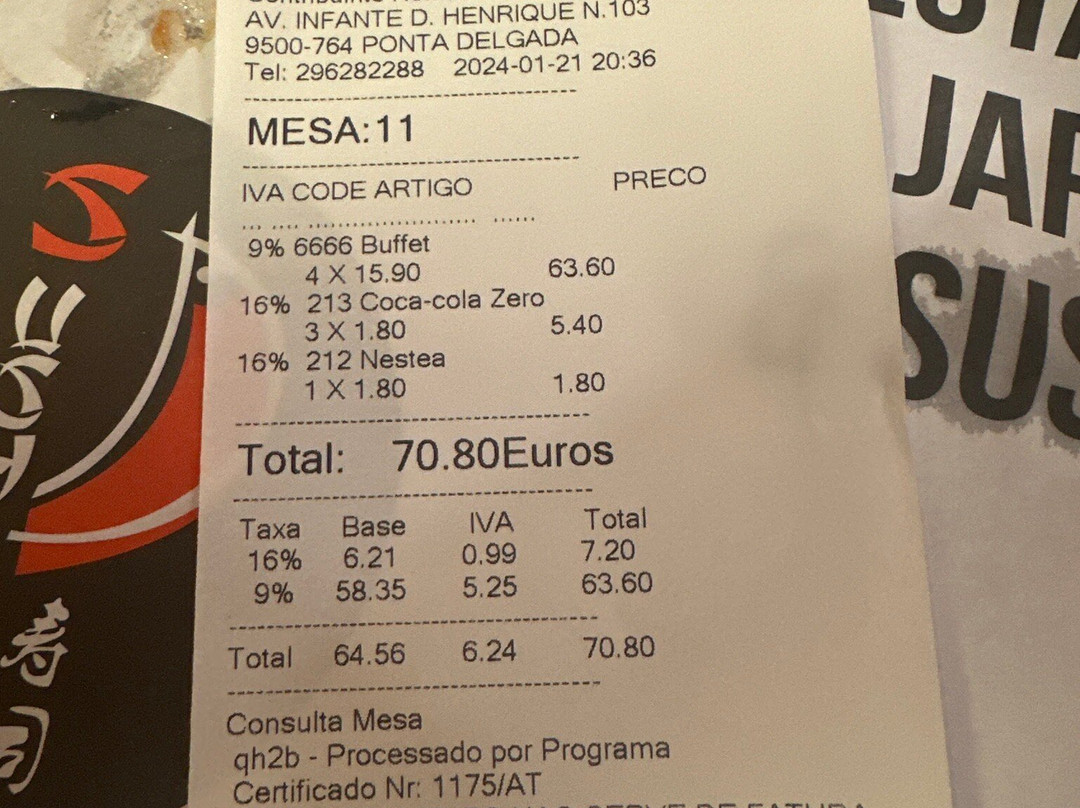 AV. INFANTE D. HENRIQUE N.103
9500-764 PONTA DELGADA
Tel: 296282288 2024-01-21 20:36
MESA:11
IVA CODE ARTIGO PRECO
9% 6666 Buffet
4 X 15.90 63.60
16% 213 Coca-cola Zero
3 X 1.80 5.40
16% 212 Nestea
1 X 1.80 1.80
Total: 70.80Euros
Taxa Base IVA Total
16% 6.21 0.99 7.20
9% 58.35 5.25 63.60
Total 64.56 6.24 70.80
Consulta Mesa
qh2b - Processado por Programa
Certificado Nr: 1175/AT
寿
司